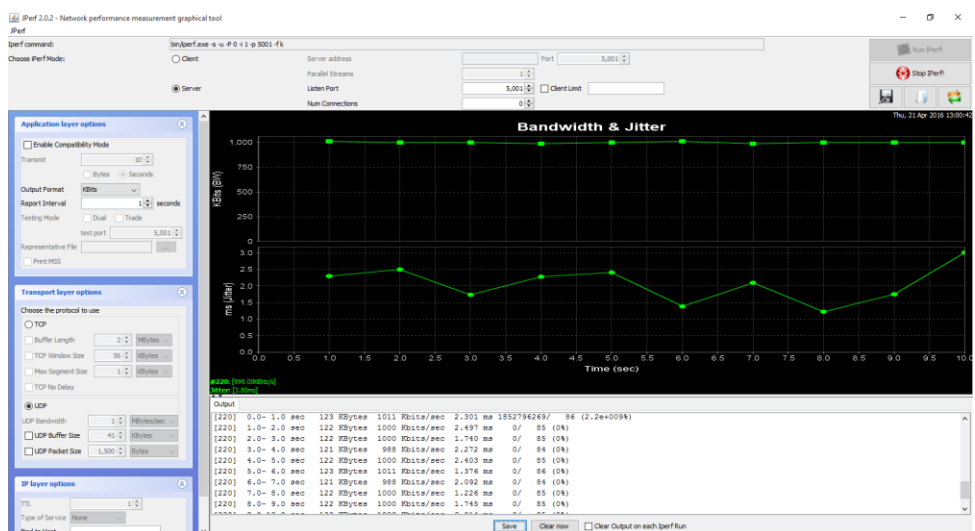 JPerf 2.0.2 - Network performance measurement graphical tool
JPerf
Iperf command:
bin/iperf.exe -s -u -P 0 -i 1 -p 5001 -f k
Choose iPerf Mode:
Client
Server address
Port
5,001
Parallel Streams
1
Server
Listen Port
5,001
Client Limit
Num Connections
0
Run IPerf!
Stop IPerf!
Thu, 21 Apr 2016 13:00:42
Application layer options
Enable Compatibility Mode
Transmit
10
Bytes
Seconds
Output Format
KBits
Report Interval
1
seconds
Testing Mode
Dual
Trade
test port
5,001
Representative File
...
Print MSS
Transport layer options
Choose the protocol to use
TCP
Buffer Length
2
MBytes
TCP Window Size
56
KBytes
Max Segment Size
1
KBytes
TCP No Delay
UDP
UDP Bandwidth
1
MBytes/sec
UDP Buffer Size
41
KBytes
UDP Packet Size
1,500
Bytes
IP layer options
TTL
1
Type of Service
None
Bind to Host
Bandwidth & Jitter
KBits (BW)
1,000
750
500
250
0
ms (Jitter)
3.0
2.5
2.0
1.5
1.0
0.5
0.0
0.0 0.5 1.0 1.5 2.0 2.5 3.0 3.5 4.0 4.5 5.0 5.5 6.0 6.5 7.0 7.5 8.0 8.5 9.0 9.5 10.0
Time (sec)
#220: [999.00KBits/s]
Jitter: [3.80ms]
Output
[220] 0.0- 1.0 sec 123 KBytes 1011 Kbits/sec 2.301 ms 1852796269/ 86 (2.2e+009%)
[220] 1.0- 2.0 sec 122 KBytes 1000 Kbits/sec 2.497 ms 0/ 85 (0%)
[220] 2.0- 3.0 sec 122 KBytes 1000 Kbits/sec 1.740 ms 0/ 85 (0%)
[220] 3.0- 4.0 sec 121 KBytes 988 Kbits/sec 2.272 ms 0/ 84 (0%)
[220] 4.0- 5.0 sec 122 KBytes 1000 Kbits/sec 2.403 ms 0/ 85 (0%)
[220] 5.0- 6.0 sec 123 KBytes 1011 Kbits/sec 1.376 ms 0/ 86 (0%)
[220] 6.0- 7.0 sec 121 KBytes 988 Kbits/sec 2.092 ms 0/ 84 (0%)
[220] 7.0- 8.0 sec 122 KBytes 1000 Kbits/sec 1.226 ms 0/ 85 (0%)
[220] 8.0- 9.0 sec 122 KBytes 1000 Kbits/sec 1.745 ms 0/ 85 (0%)
Save
Clear now
Clear Output on each Iperf Run